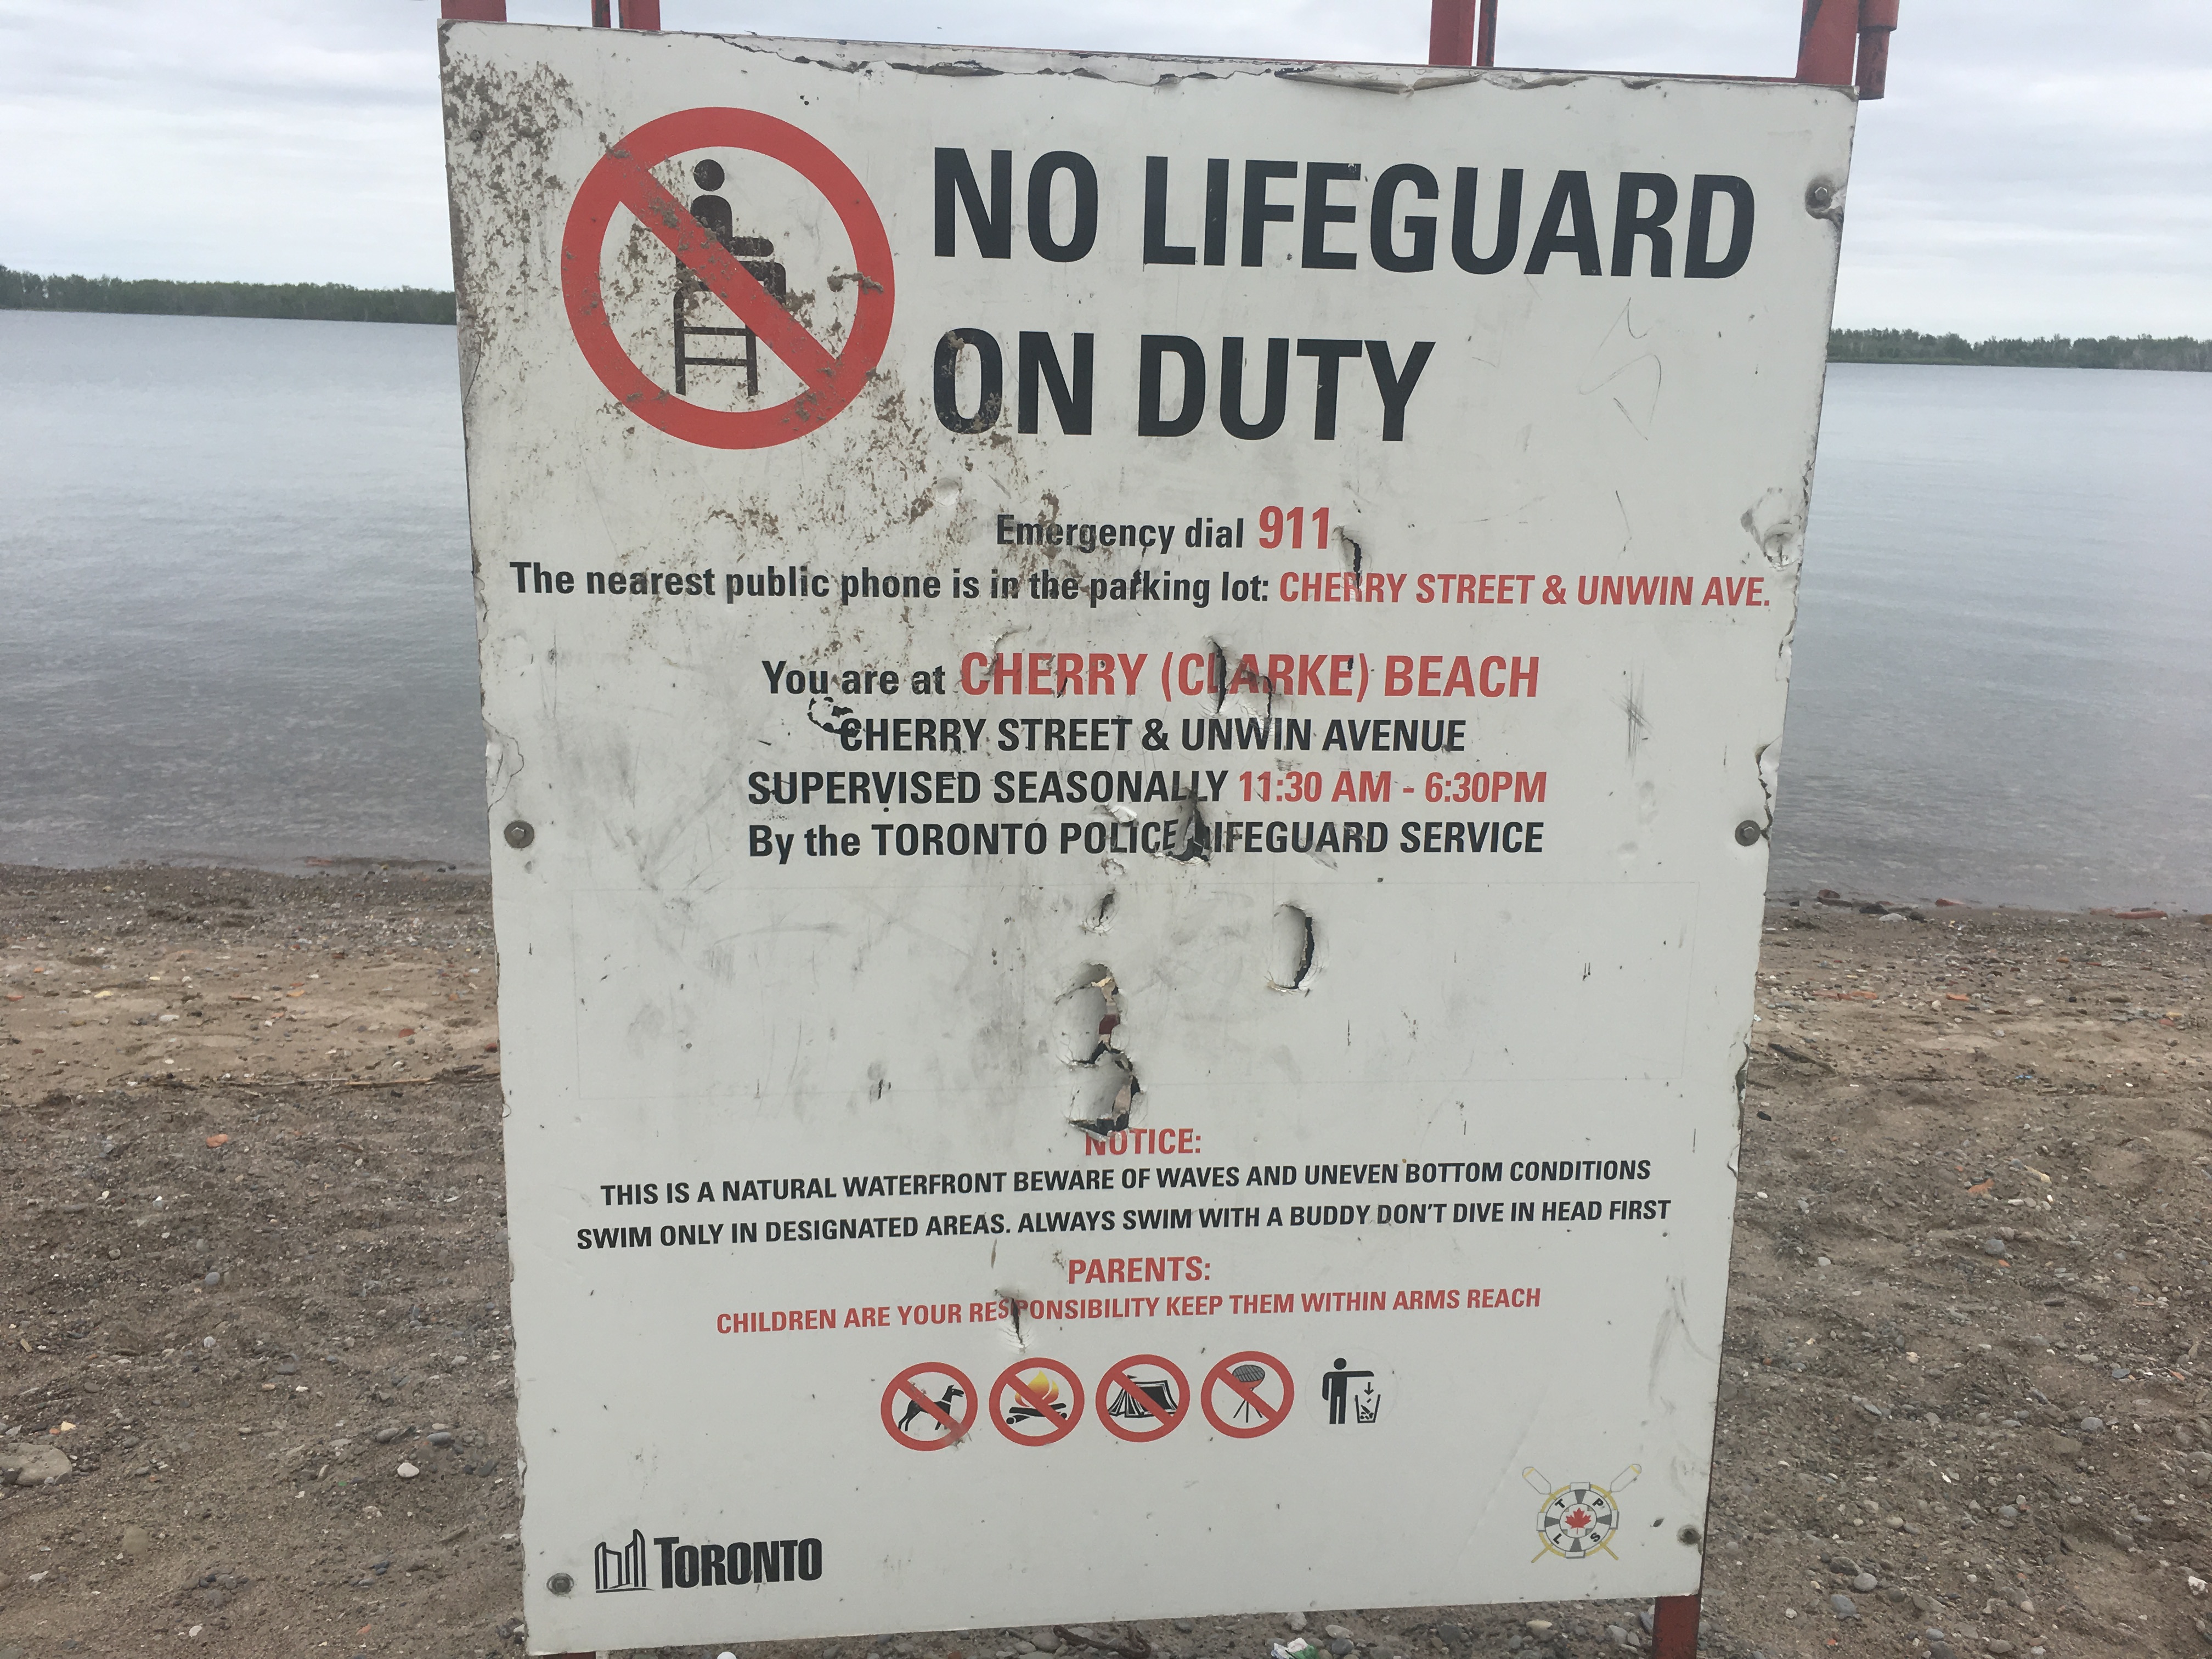 NO LIFEGUARD
ON DUTY
Emergency dial 911
The nearest public phone is in the parking lot: CHERRY STREET & UNWIN AVE.
You are at CHERRY (CLARKE) BEACH
CHERRY STREET & UNWIN AVENUE
SUPERVISED SEASONALLY 11:30 AM - 6:30PM
By the TORONTO POLICE LIFEGUARD SERVICE
NOTICE:
THIS IS A NATURAL WATERFRONT BEWARE OF WAVES AND UNEVEN BOTTOM CONDITIONS
SWIM ONLY IN DESIGNATED AREAS. ALWAYS SWIM WITH A BUDDY DON'T DIVE IN HEAD FIRST
PARENTS:
CHILDREN ARE YOUR RESPONSIBILITY KEEP THEM WITHIN ARMS REACH
TORONTO
T P
L S